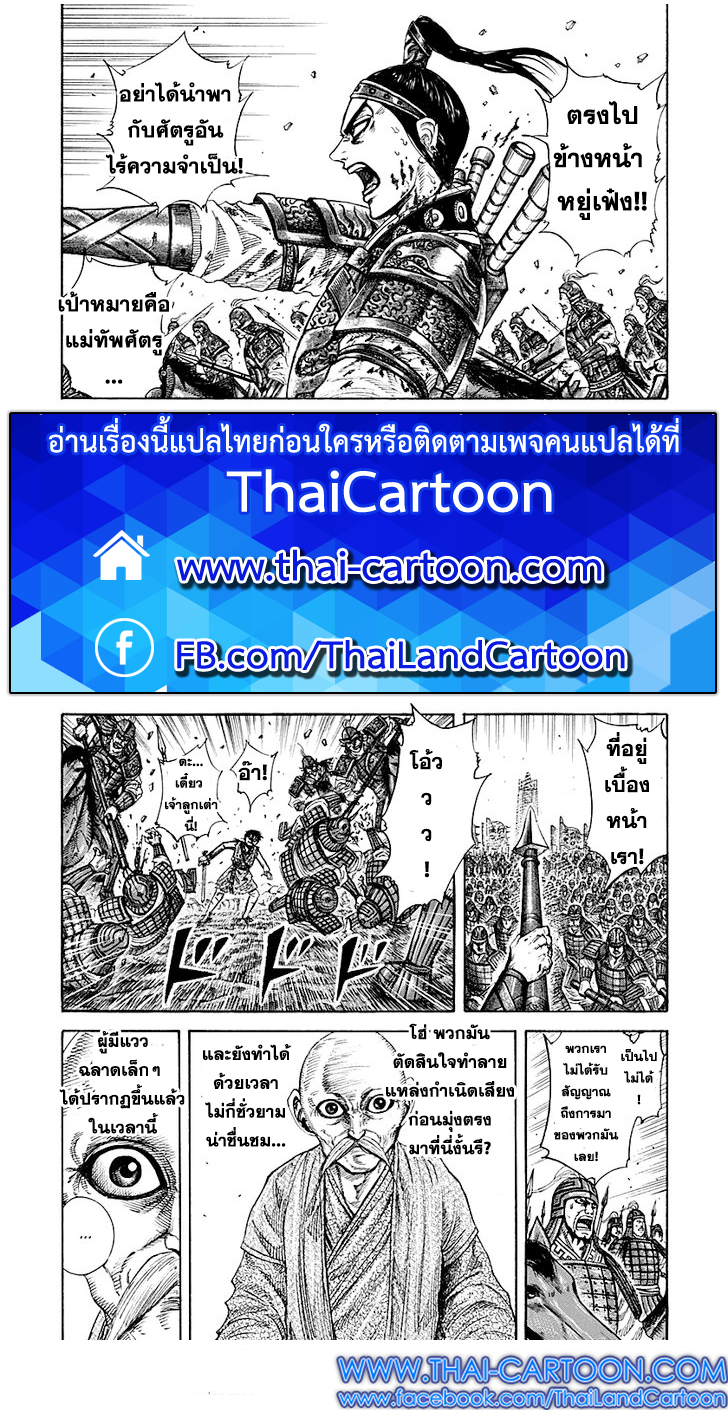 ตรงไป
ข้างหน้า
หยู่เฟิ่ง!!
อย่าได้นำพา
กับศัตรูอัน
ไร้ความจำเป็น!
เป้าหมายคือ
แม่ทัพศัตรู
...
อ่านเรื่องนี้แปลไทยก่อนใครหรือติดตามเพจคนแปลได้ที่
ThaiCartoon
www.thai-cartoon.com
FB.com/ThaiLandCartoon
ที่อยู่
เบื้อง
หน้า
เรา!
โอ้ว
ว
ว
!
อ๊า!
ดะ...
เดี๋ยว
เจ้าลูกเต่า
นี่!
ドドド
เป็นไป
ไม่ได้
!
พวกเรา
ไม่ได้รับ
สัญญาณ
ถึงการมา
ของพวกมัน
เลย!
โฮ่ พวกมัน
ตัดสินใจทำลาย
แหล่งกำเนิดเสียง
ก่อนมุ่งตรง
มาที่นี่งั้นรึ?
และยังทำได้
ด้วยเวลา
ไม่กี่ชั่วยาม
น่าชื่นชม...
ผู้มีแวว
ฉลาดเล็กๆ
ได้ปรากฏขึ้นแล้ว
ในเวลานี้
...
WWW.THAI-CARTOON.COM
www.facebook.com/ThaiLandCartoon